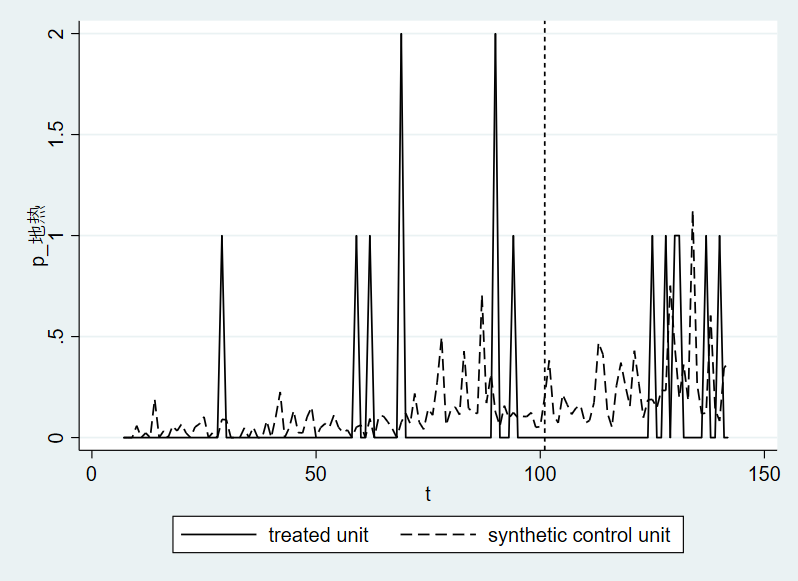 2
1.5
1
.5
0
p_地热
0
50
100
150
t
treated unit
synthetic control unit